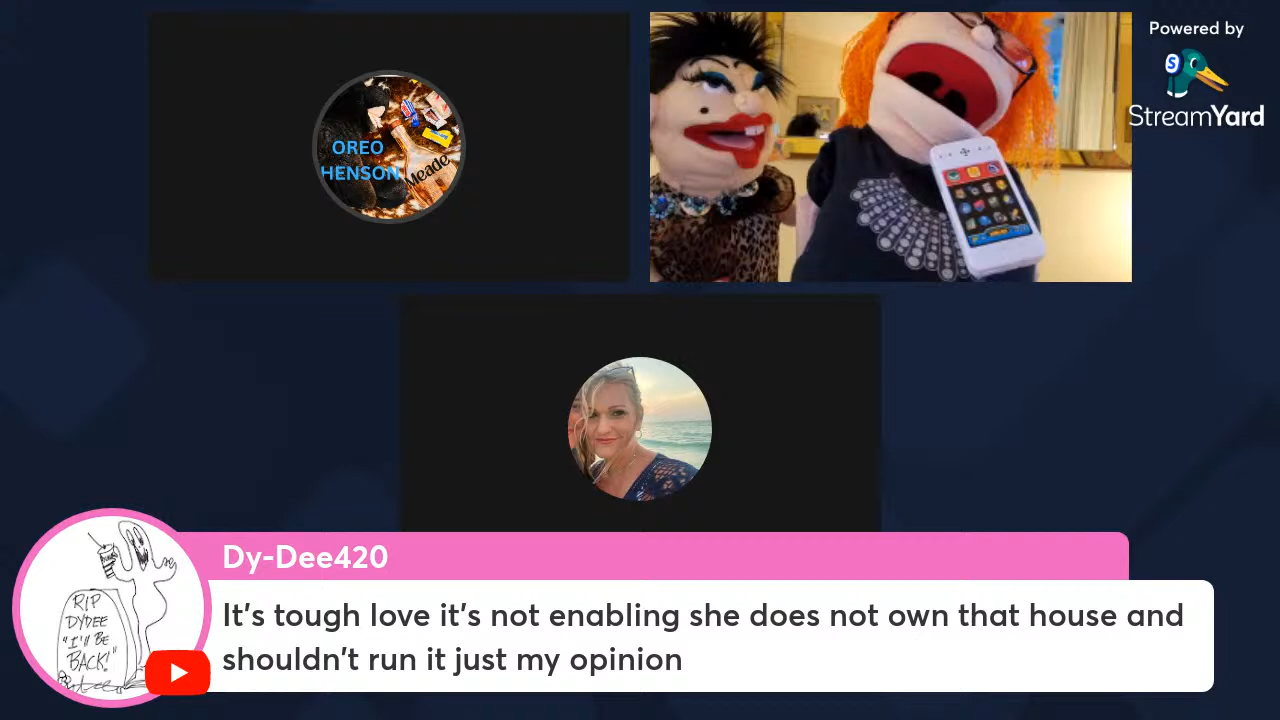 Powered by
S
StreamYard
OREO
HENSON
Meade
Dy-Dee420
It's tough love it's not enabling she does not own that house and
shouldn't run it just my opinion
RIP
DYDEE
"I'll BE
BACK!"